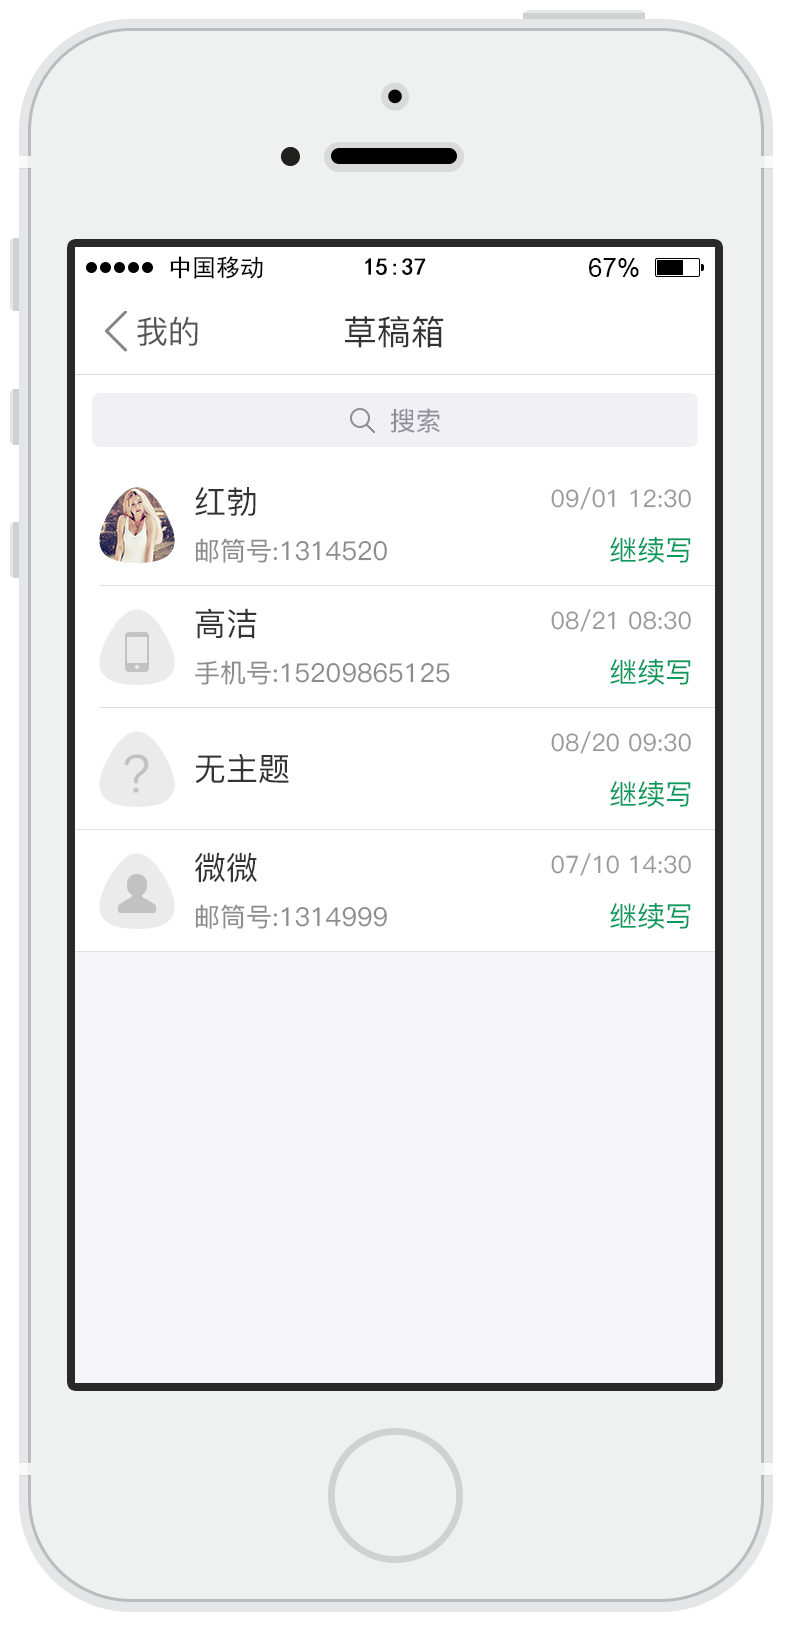 中国移动 15:37 67%
我的 草稿箱
搜索
红勃 09/01 12:30
邮筒号:1314520 继续写
高洁 08/21 08:30
手机号:15209865125 继续写
08/20 09:30
无主题
继续写
微微 07/10 14:30
邮筒号:1314999 继续写